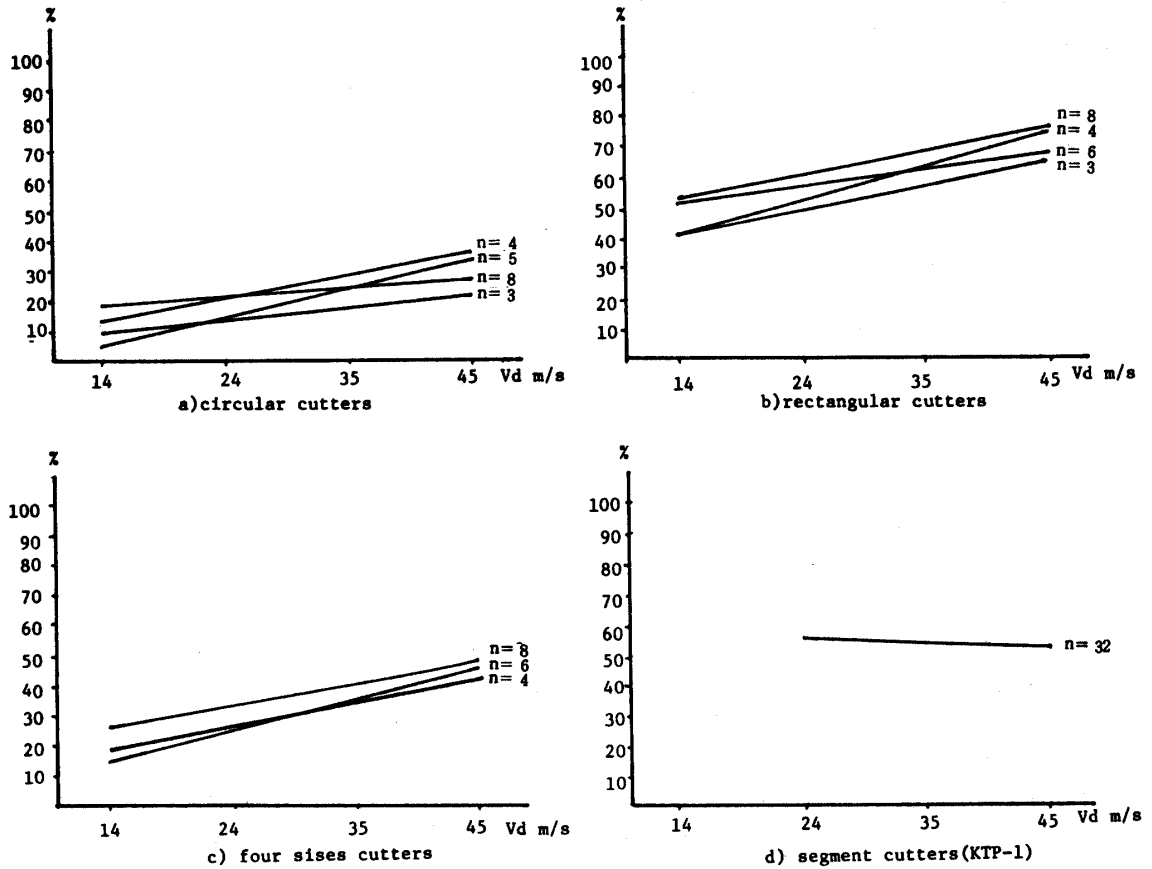 %
100
90
80
70
60
50
40
30
20
10
n= 4
n= 5
n= 8
n= 3
14 24 35 45 Vd m/s
a)circular cutters
%
100
90
80
70
60
50
40
30
20
10
n= 8
n= 4
n= 6
n= 3
14 24 35 45 Vd m/s
b)rectangular cutters
%
100
90
80
70
60
50
40
30
20
10
n= 8
n= 6
n= 4
14 24 35 45 Vd m/s
c) four sises cutters
%
100
90
80
70
60
50
40
30
20
10
n= 32
14 24 35 45 Vd m/s
d) segment cutters(KTP-1)